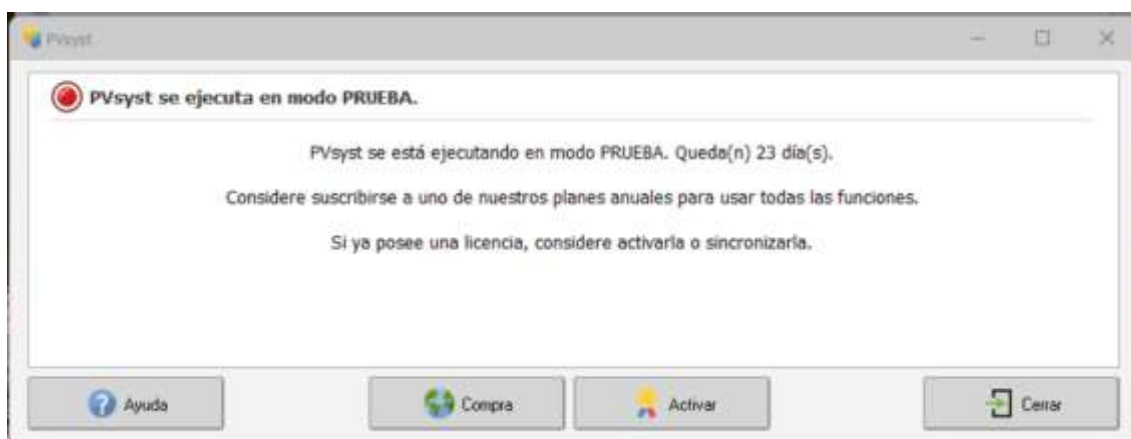 PVsyst
PVsyst se ejecuta en modo PRUEBA.
PVsyst se está ejecutando en modo PRUEBA. Queda(n) 23 día(s).
Considere suscribirse a uno de nuestros planes anuales para usar todas las funciones.
Si ya posee una licencia, considere activarla o sincronizarla.
Ayuda
Compra
Activar
Cerrar